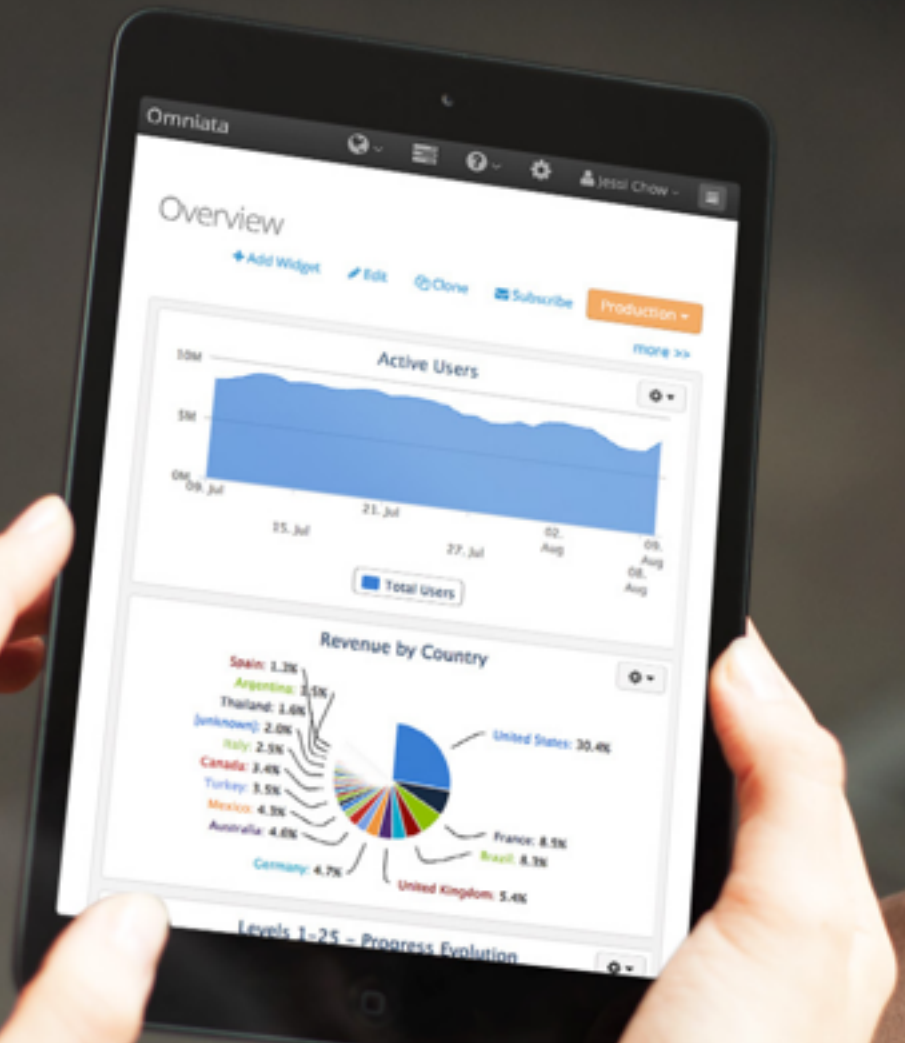 Omniata
Jessi Chow
Overview
Add Widget Edit Clone Subscribe Production
more >>
Active Users
10M
5M
0M
09. Jul
15. Jul
21. Jul
27. Jul
02. Aug
08. Aug
09. Aug
Total Users
Revenue by Country
Spain: 1.3%
Argentina: 1.5%
Thailand: 1.6%
[unknown]: 2.0%
Italy: 2.5%
Canada: 3.4%
Turkey: 3.5%
Mexico: 4.3%
Australia: 4.6%
Germany: 4.7%
United Kingdom: 5.4%
Brazil: 8.3%
France: 8.5%
United States: 30.4%
Levels 1-25 - Progress Evolution